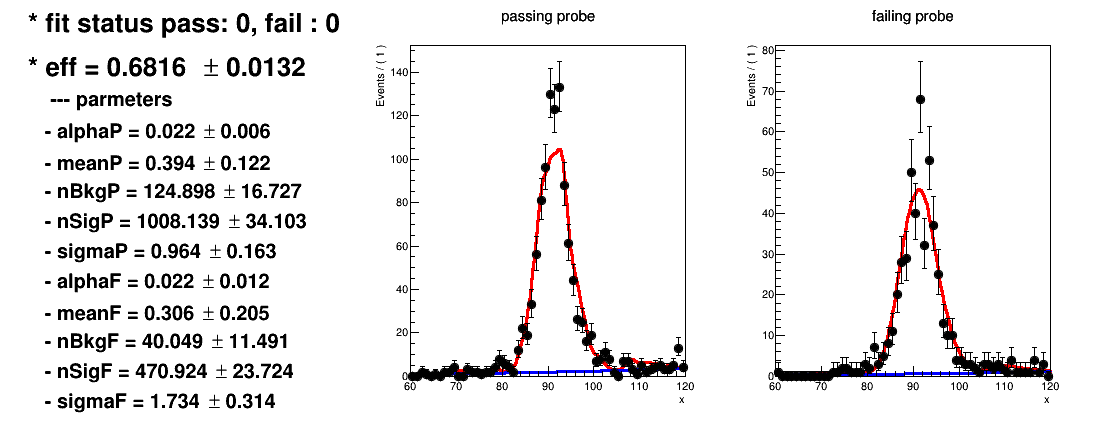 * fit status pass: 0, fail : 0
* eff = 0.6816 ± 0.0132
--- parmeters
- alphaP = 0.022 ± 0.006
- meanP = 0.394 ± 0.122
- nBkgP = 124.898 ± 16.727
- nSigP = 1008.139 ± 34.103
- sigmaP = 0.964 ± 0.163
- alphaF = 0.022 ± 0.012
- meanF = 0.306 ± 0.205
- nBkgF = 40.049 ± 11.491
- nSigF = 470.924 ± 23.724
- sigmaF = 1.734 ± 0.314
passing probe
Events / ( 1 )
140
120
100
80
60
40
20
0
60 70 80 90 100 110 120
x
failing probe
Events / ( 1 )
80
70
60
50
40
30
20
10
0
60 70 80 90 100 110 120
x